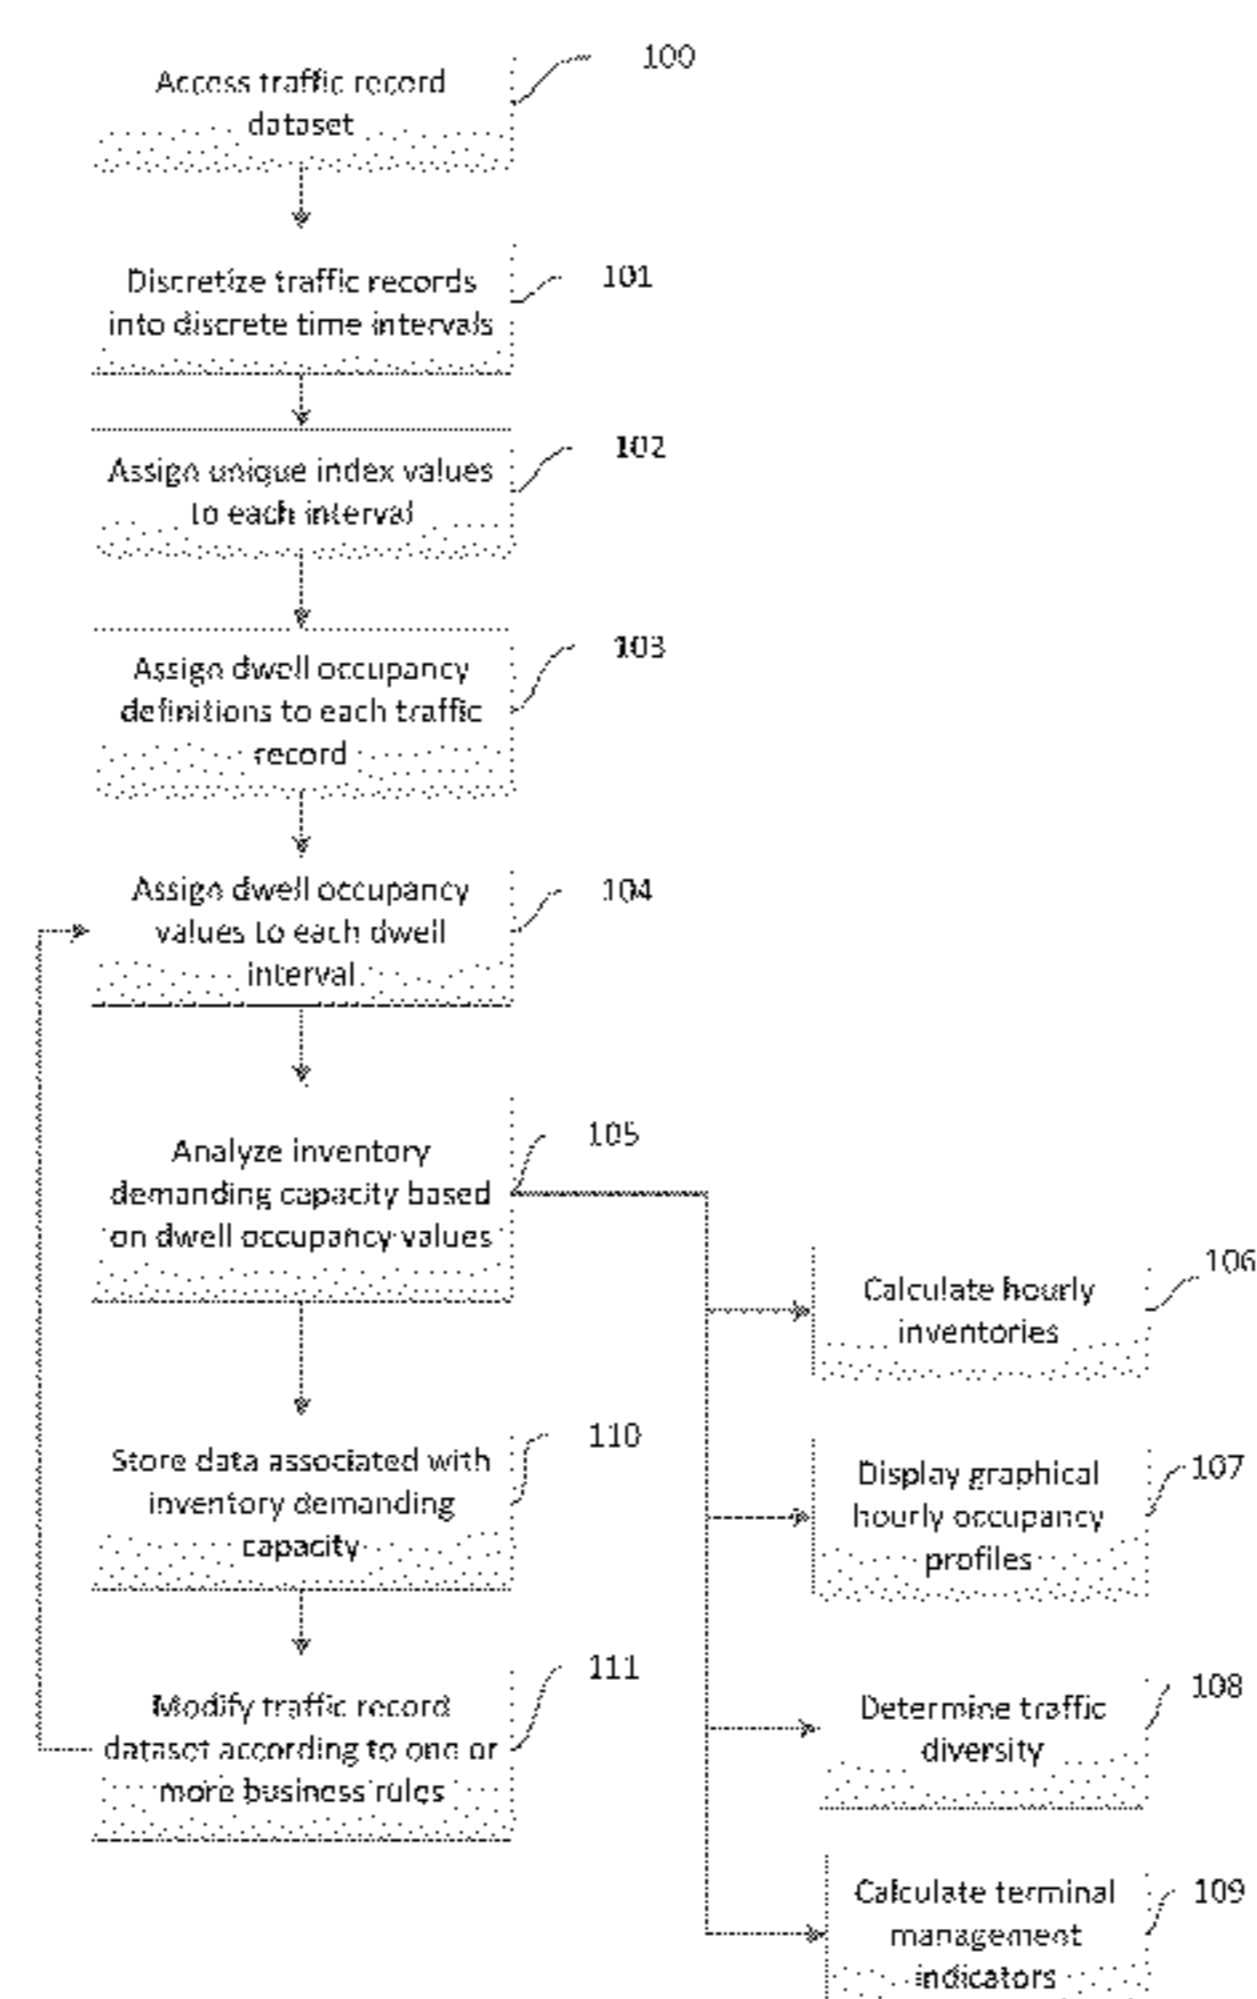 100
Access traffic record
dataset
101
Discretize traffic records
into discrete time intervals
102
Assign unique index values
to each interval
103
Assign dwell occupancy
definitions to each traffic
record
104
Assign dwell occupancy
values to each dwell
interval
105
Analyze inventory
demanding capacity based
on dwell occupancy values
106
Calculate hourly
inventories
107
Display graphical
hourly occupancy
profiles
108
Determine traffic
diversity
109
Calculate terminal
management
indicators
110
Store data associated with
inventory demanding
capacity
111
Modify traffic record
dataset according to one or
more business rules